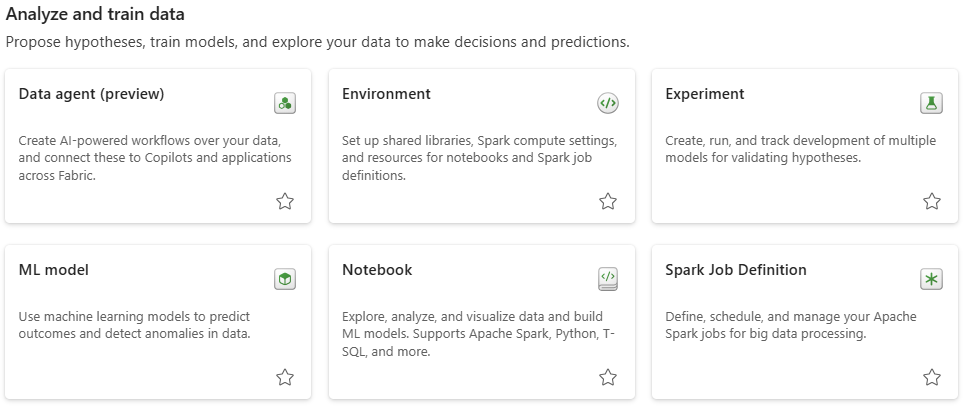 Analyze and train data
Propose hypotheses, train models, and explore your data to make decisions and predictions.
Data agent (preview)
Create AI-powered workflows over your data,
and connect these to Copilots and applications
across Fabric.
Environment
</>
Set up shared libraries, Spark compute settings,
and resources for notebooks and Spark job
definitions.
Experiment
Create, run, and track development of multiple
models for validating hypotheses.
ML model
Use machine learning models to predict
outcomes and detect anomalies in data.
Notebook
</>
Explore, analyze, and visualize data and build
ML models. Supports Apache Spark, Python, T-
SQL, and more.
Spark Job Definition
Define, schedule, and manage your Apache
Spark jobs for big data processing.